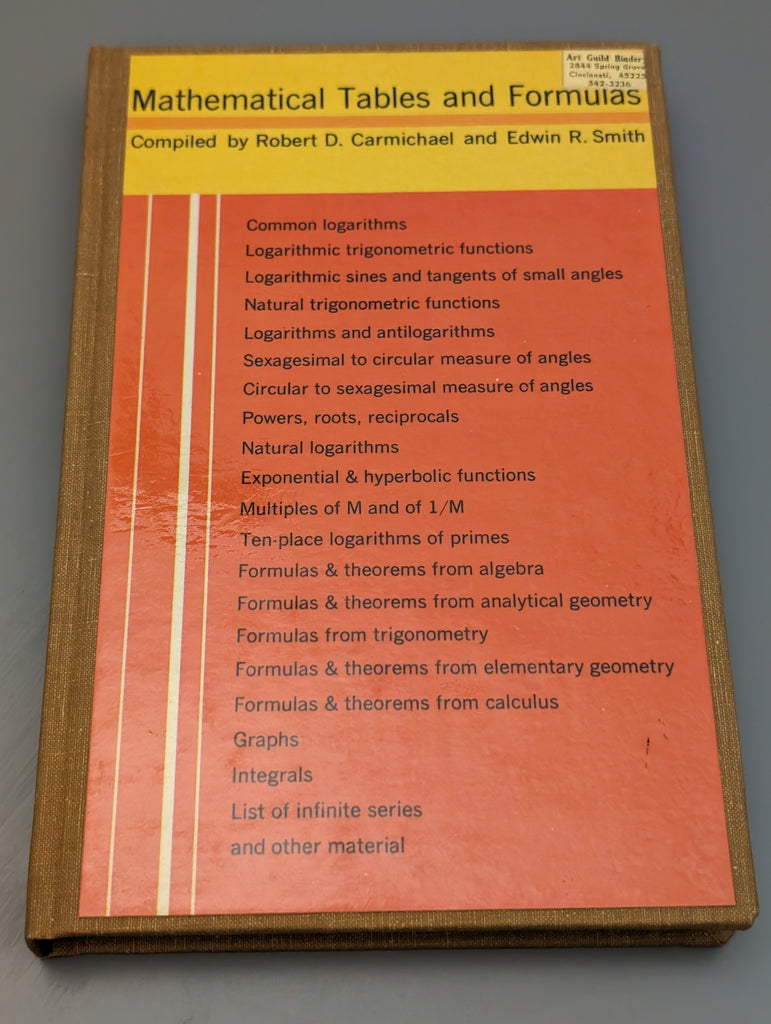 Art Guild Binder
2844 Spring Grove
Cincinnati, 45225
542-3236
Mathematical Tables and Formulas
Compiled by Robert D. Carmichael and Edwin R. Smith
Common logarithms
Logarithmic trigonometric functions
Logarithmic sines and tangents of small angles
Natural trigonometric functions
Logarithms and antilogarithms
Sexagesimal to circular measure of angles
Circular to sexagesimal measure of angles
Powers, roots, reciprocals
Natural logarithms
Exponential & hyperbolic functions
Multiples of M and of 1/M
Ten-place logarithms of primes
Formulas & theorems from algebra
Formulas & theorems from analytical geometry
Formulas from trigonometry
Formulas & theorems from elementary geometry
Formulas & theorems from calculus
Graphs
Integrals
List of infinite series
and other material